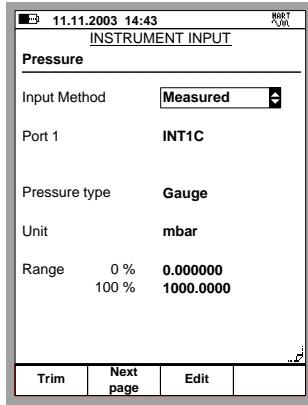 11.11.2003 14:43 HART
INSTRUMENT INPUT
Pressure
Input Method Measured
Port 1 INT1C
Pressure type Gauge
Unit mbar
Range 0 % 0.000000
100 % 1000.0000
Trim Next page Edit